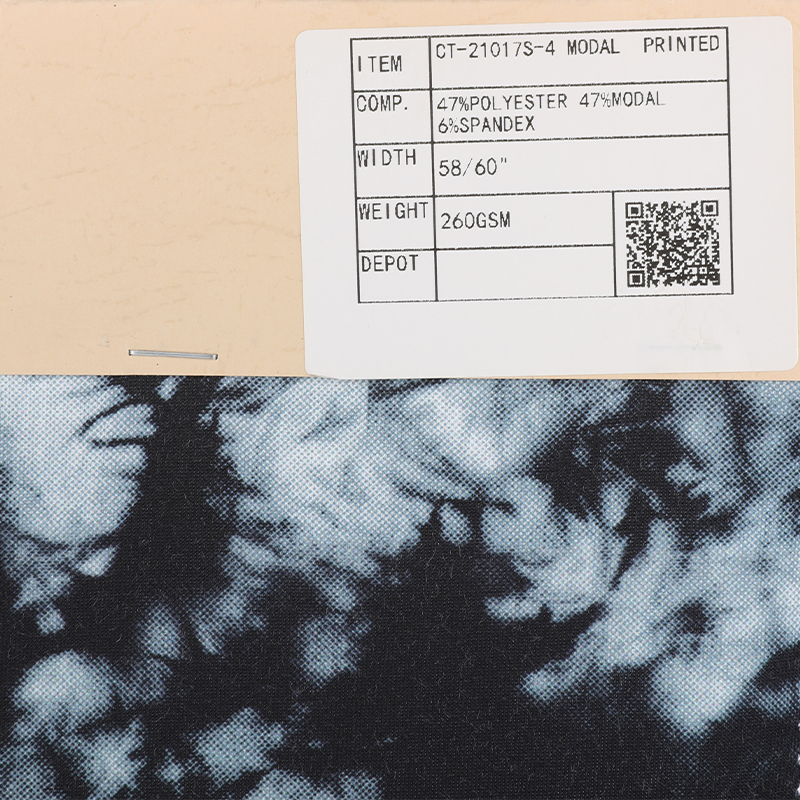 ITEM CT-21017S-4 MODAL PRINTED
COMP. 47%POLYESTER 47%MODAL
6%SPANDEX
WIDTH 58/60"
WEIGHT 260GSM
DEPOT